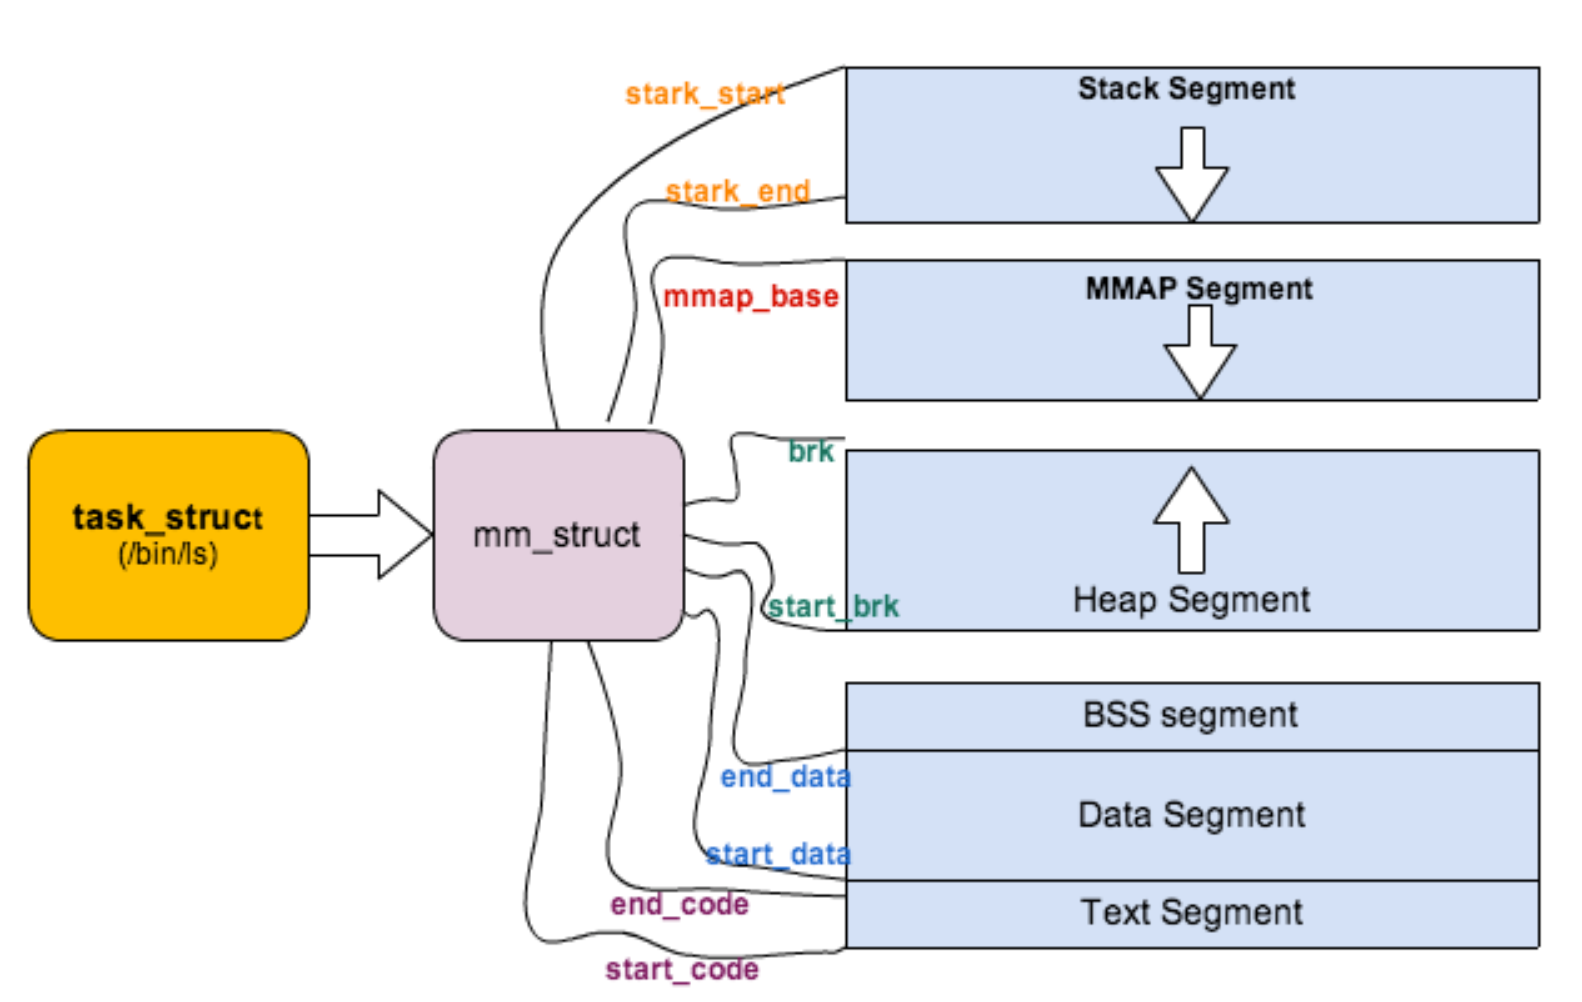 stark_start
Stack Segment
stark_end
mmap_base
MMAP Segment
brk
task_struct
(/bin/ls)
mm_struct
start_brk
Heap Segment
BSS segment
end_data
Data Segment
start_data
end_code
Text Segment
start_code